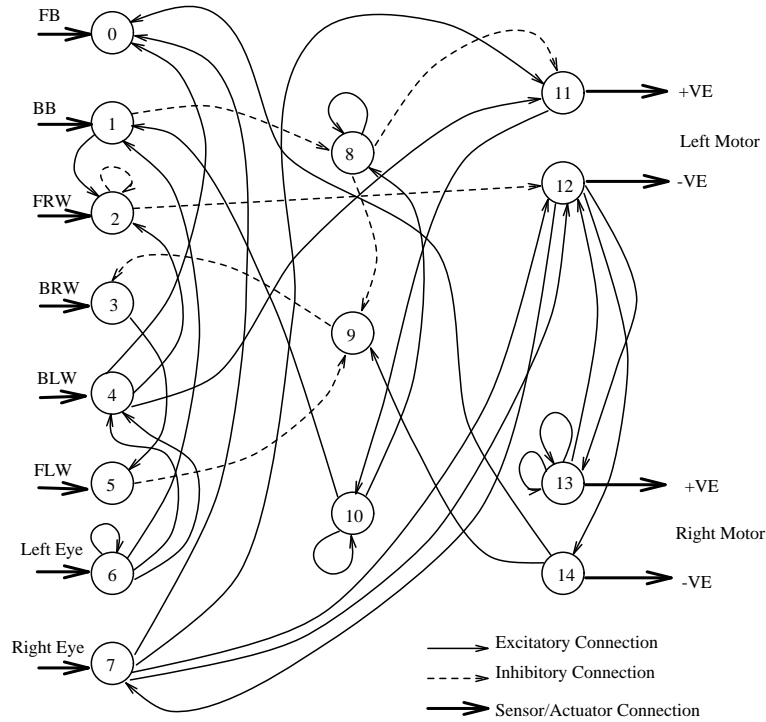 FB
0
BB
1
FRW
2
BRW
3
BLW
4
FLW
5
Left Eye
6
Right Eye
7
8
9
10
11
+VE
Left Motor
12
-VE
13
+VE
Right Motor
14
-VE
Excitatory Connection
Inhibitory Connection
Sensor/Actuator Connection